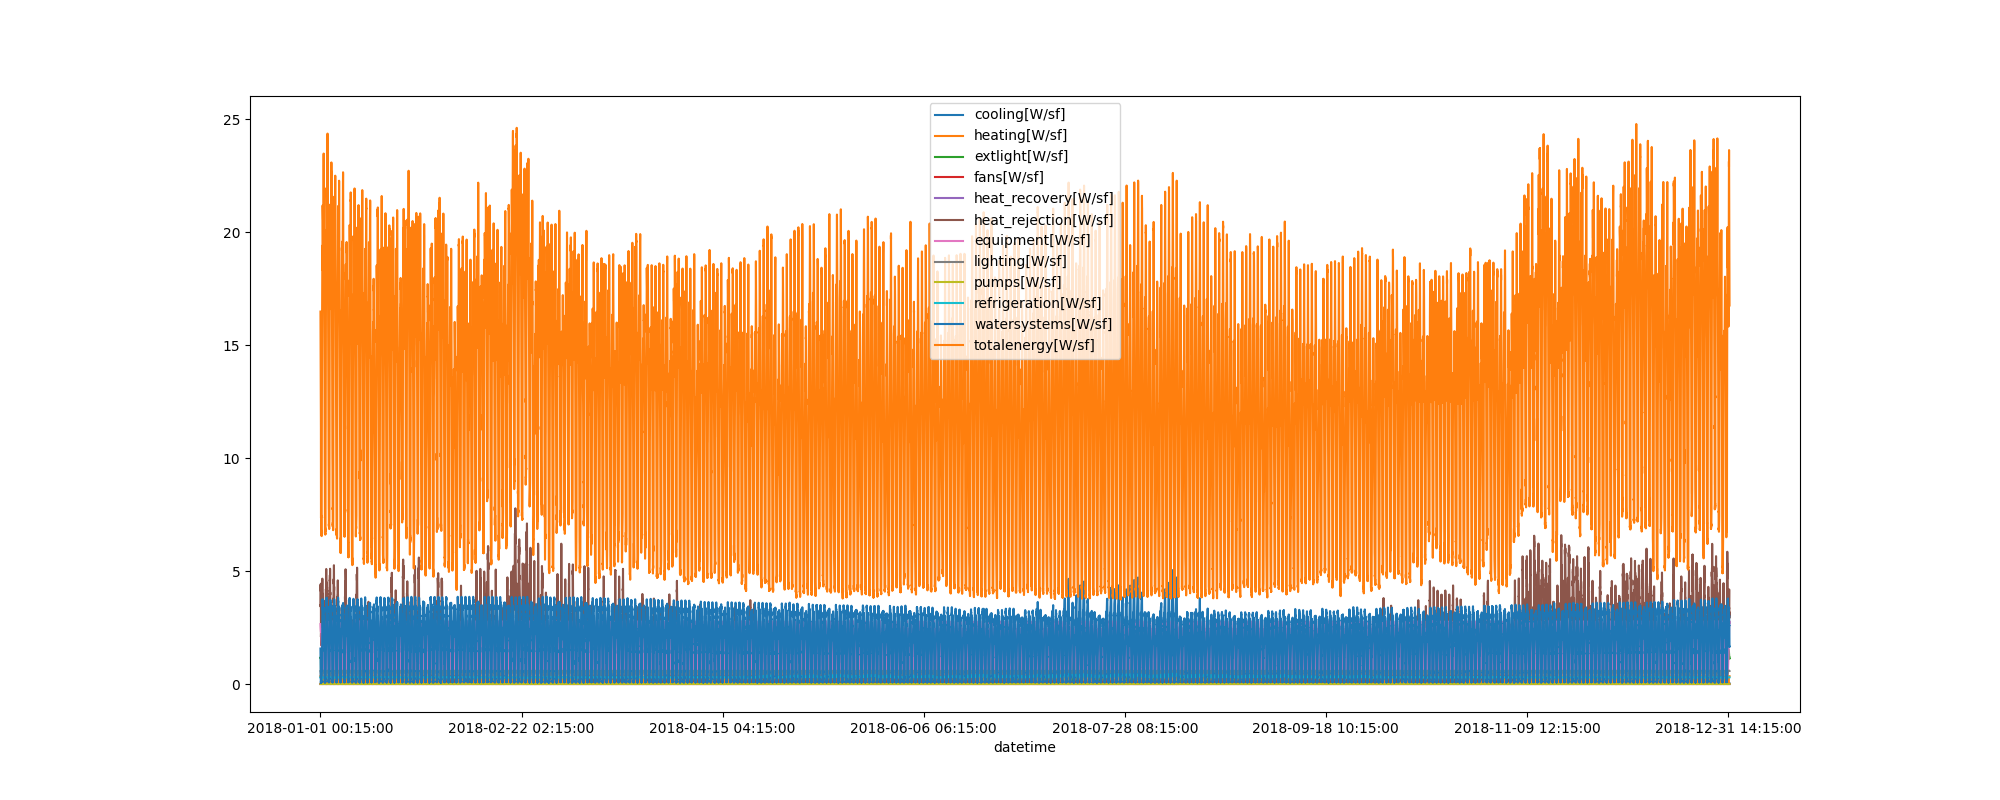 25
20
15
10
5
0
cooling[W/sf]
heating[W/sf]
extlight[W/sf]
fans[W/sf]
heat_recovery[W/sf]
heat_rejection[W/sf]
equipment[W/sf]
lighting[W/sf]
pumps[W/sf]
refrigeration[W/sf]
watersystems[W/sf]
totalenergy[W/sf]
2018-01-01 00:15:00 2018-02-22 02:15:00 2018-04-15 04:15:00 2018-06-06 06:15:00 2018-07-28 08:15:00 2018-09-18 10:15:00 2018-11-09 12:15:00 2018-12-31 14:15:00
datetime